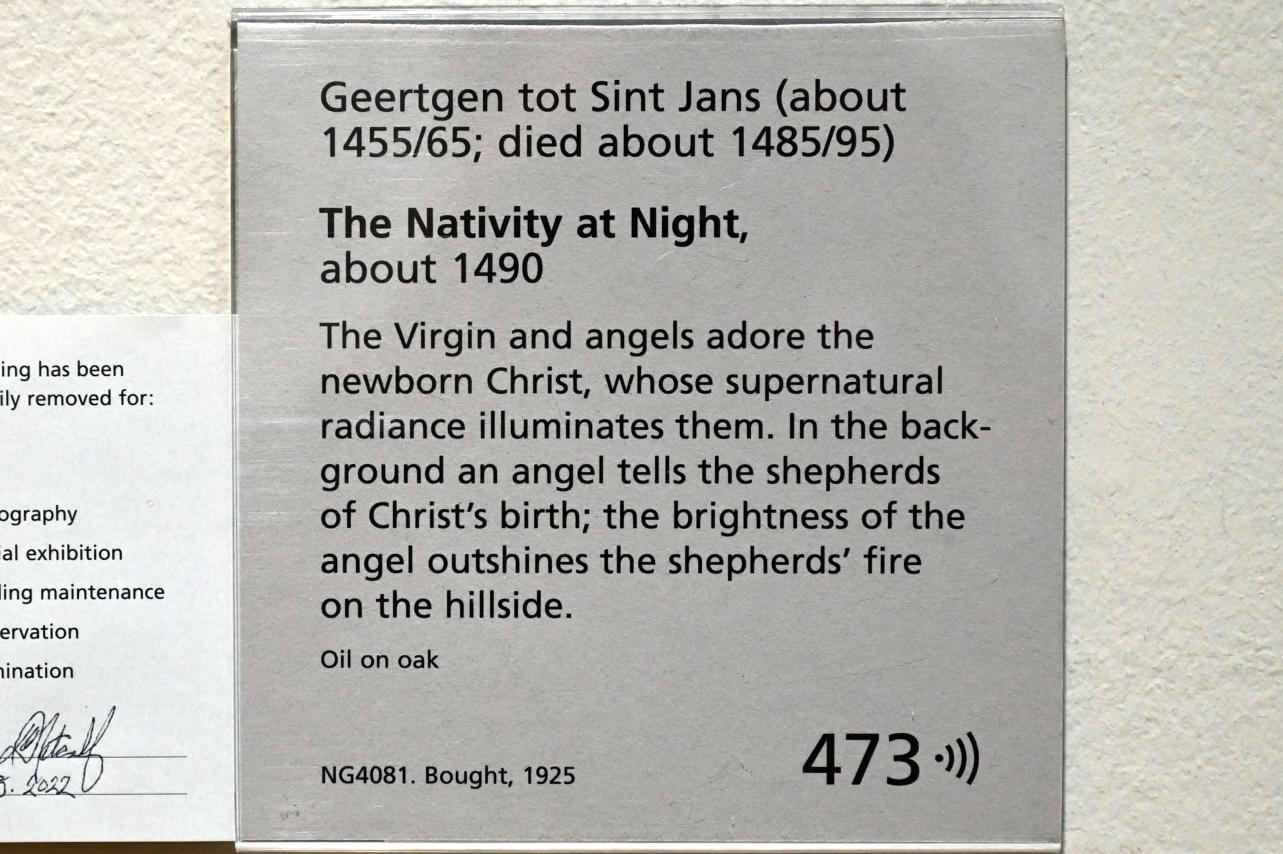 Geertgen tot Sint Jans (about
1455/65; died about 1485/95)
The Nativity at Night,
about 1490
The Virgin and angels adore the
newborn Christ, whose supernatural
radiance illuminates them. In the back-
ground an angel tells the shepherds
of Christ's birth; the brightness of the
angel outshines the shepherds' fire
on the hillside.
Oil on oak
NG4081. Bought, 1925
473
ing has been
ily removed for:
ography
ial exhibition
ling maintenance
ervation
ination
2022